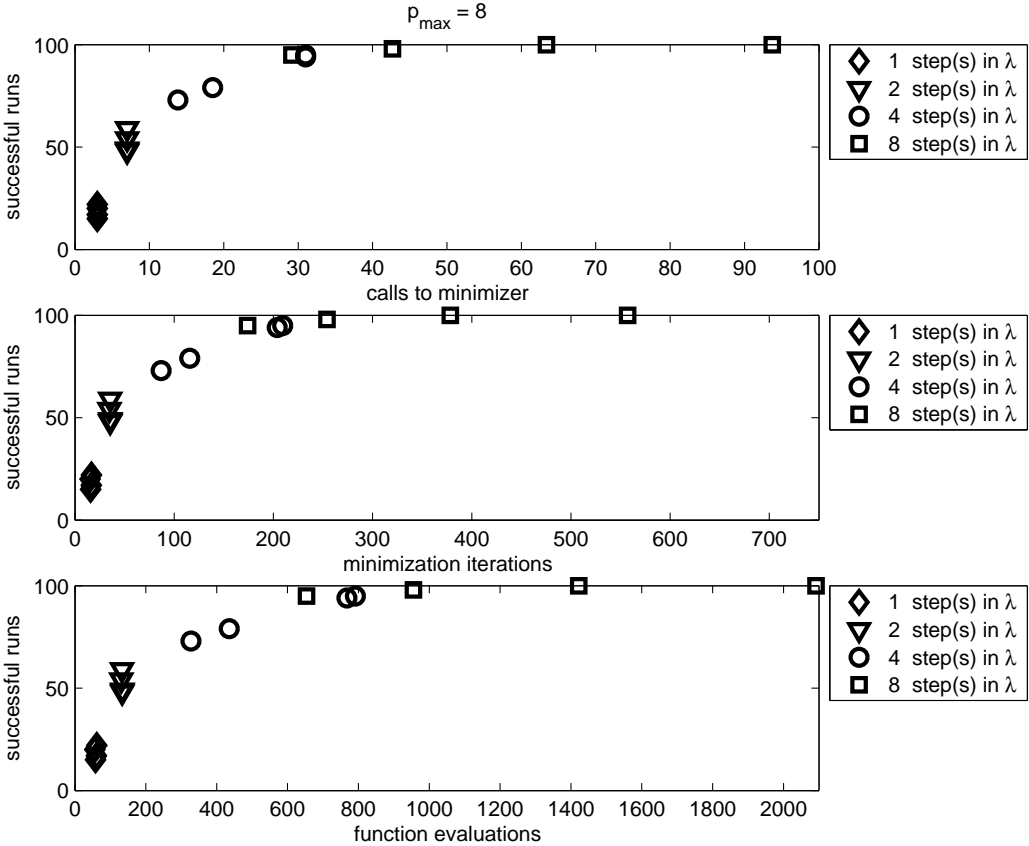 p_max = 8
successful runs
100
50
0
0 10 20 30 40 50 60 70 80 90 100
calls to minimizer
1 step(s) in λ
2 step(s) in λ
4 step(s) in λ
8 step(s) in λ
successful runs
100
50
0
0 100 200 300 400 500 600 700
minimization iterations
1 step(s) in λ
2 step(s) in λ
4 step(s) in λ
8 step(s) in λ
successful runs
100
50
0
0 200 400 600 800 1000 1200 1400 1600 1800 2000
function evaluations
1 step(s) in λ
2 step(s) in λ
4 step(s) in λ
8 step(s) in λ